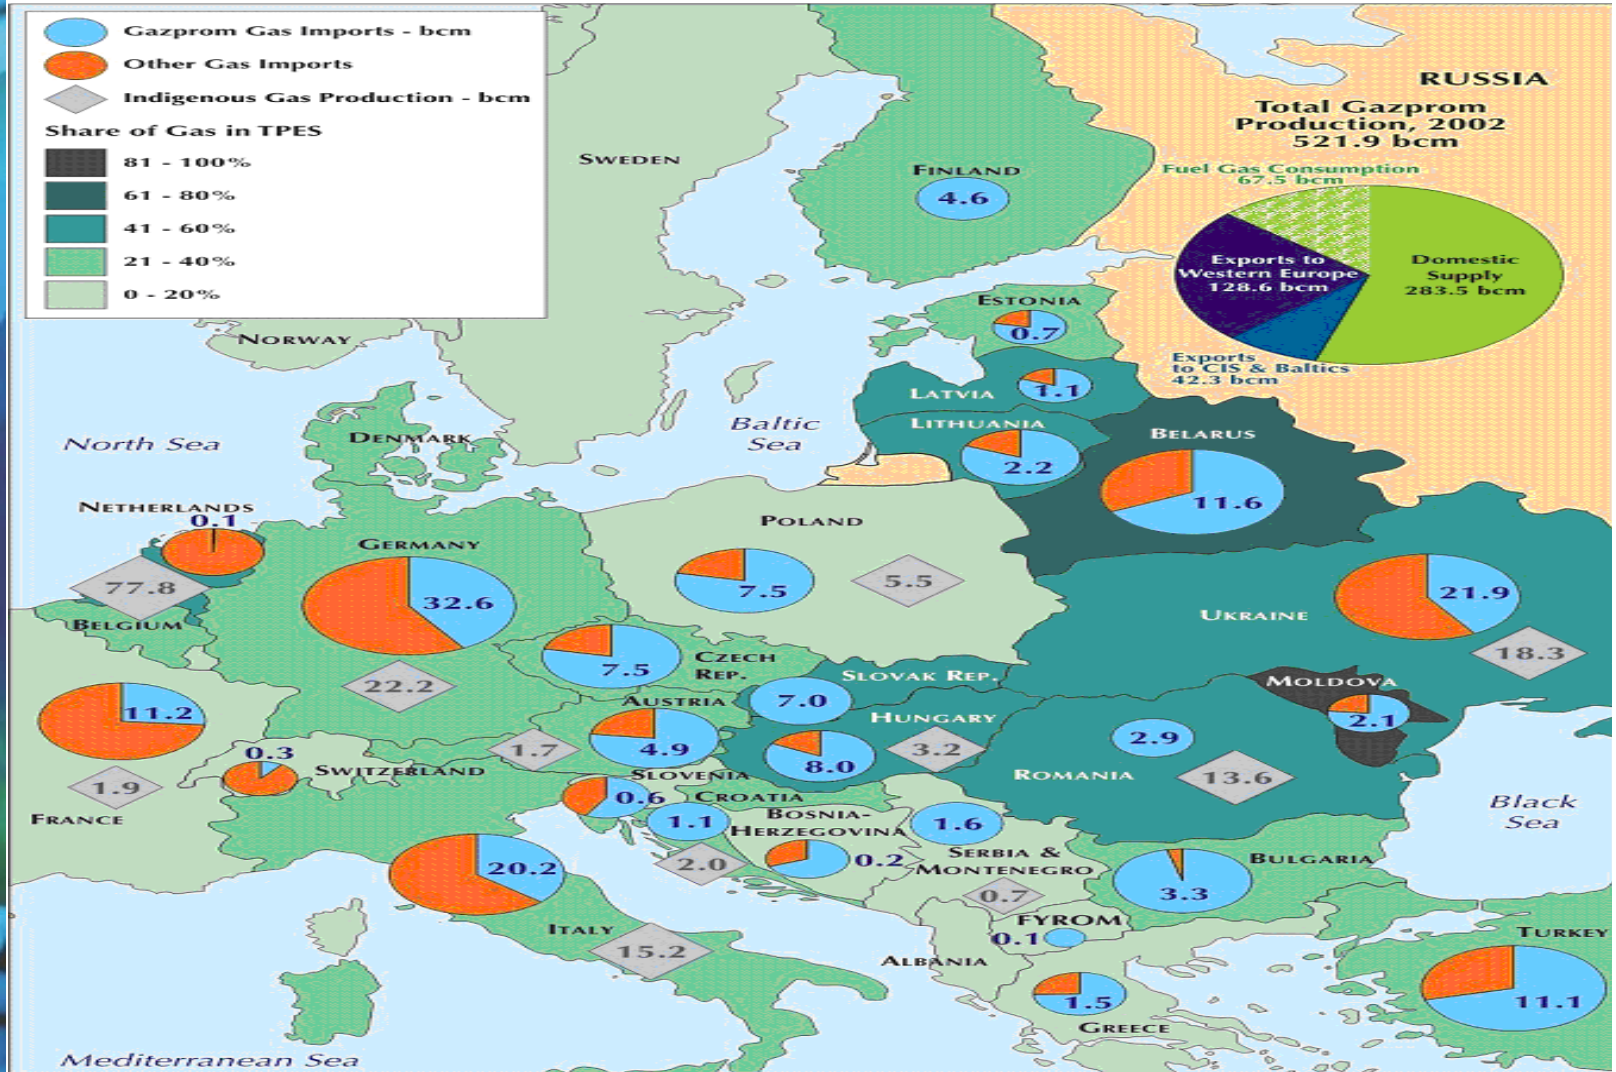 Gazprom Gas Imports - bcm
Other Gas Imports
Indigenous Gas Production - bcm
Share of Gas in TPES
81 - 100%
61 - 80%
41 - 60%
21 - 40%
0 - 20%
RUSSIA
Total Gazprom
Production, 2002
521.9 bcm
Fuel Gas Consumption
67.5 bcm
Exports to
Western Europe
128.6 bcm
Domestic
Supply
283.5 bcm
Exports
to CIS & Baltics
42.3 bcm
SWEDEN
FINLAND
4.6
NORWAY
ESTONIA
0.7
LATVIA
1.1
LITHUANIA
2.2
BELARUS
11.6
North Sea
DENMARK
Baltic
Sea
NETHERLANDS
0.1
77.8
BELGIUM
GERMANY
32.6
22.2
POLAND
7.5
5.5
UKRAINE
21.9
18.3
CZECH
REP.
7.5
SLOVAK REP.
7.0
MOLDOVA
2.1
11.2
1.9
FRANCE
0.3
SWITZERLAND
AUSTRIA
4.9
1.7
HUNGARY
8.0
3.2
ROMANIA
2.9
13.6
SLOVENIA
0.6
CROATIA
1.1
2.0
BOSNIA-
HERZEGOVINA
0.2
1.6
SERBIA &
MONTENEGRO
0.7
BULGARIA
3.3
Black
Sea
20.2
ITALY
15.2
FYROM
0.1
ALBANIA
1.5
GREECE
TURKEY
11.1
Mediterranean Sea